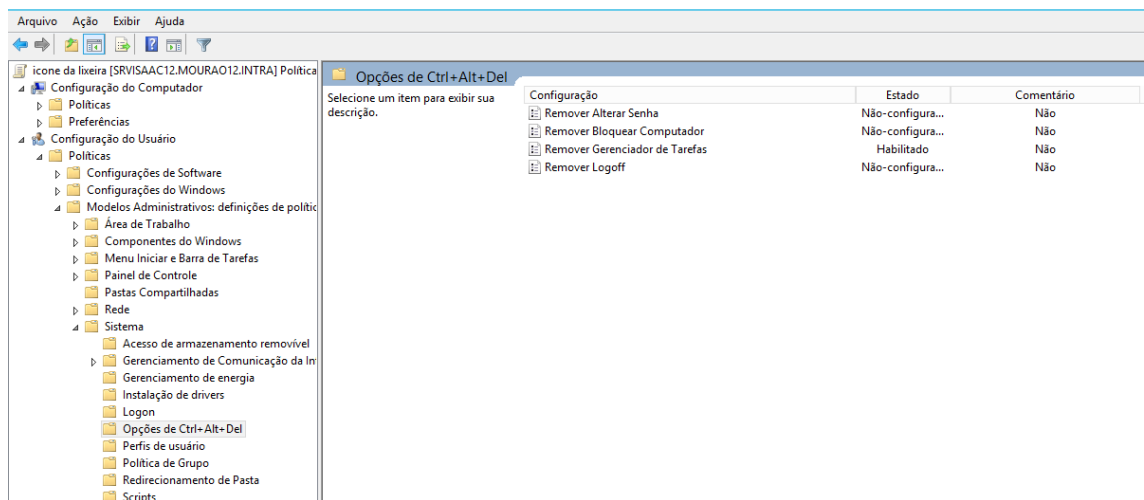 Arquivo Ação Exibir Ajuda
icone da lixeira [SRVISAAC12.MOURAO12.INTRA] Política
Configuração do Computador
Políticas
Preferências
Configuração do Usuário
Políticas
Configurações de Software
Configurações do Windows
Modelos Administrativos: definições de polític
Área de Trabalho
Componentes do Windows
Menu Iniciar e Barra de Tarefas
Painel de Controle
Pastas Compartilhadas
Rede
Sistema
Acesso de armazenamento removível
Gerenciamento de Comunicação da In
Gerenciamento de energia
Instalação de drivers
Logon
Opções de Ctrl+Alt+Del
Perfis de usuário
Política de Grupo
Redirecionamento de Pasta
Scripts
Opções de Ctrl+Alt+Del
Selecione um item para exibir sua
descrição.
Configuração Estado Comentário
Remover Alterar Senha Não-configura... Não
Remover Bloquear Computador Não-configura... Não
Remover Gerenciador de Tarefas Habilitado Não
Remover Logoff Não-configura... Não